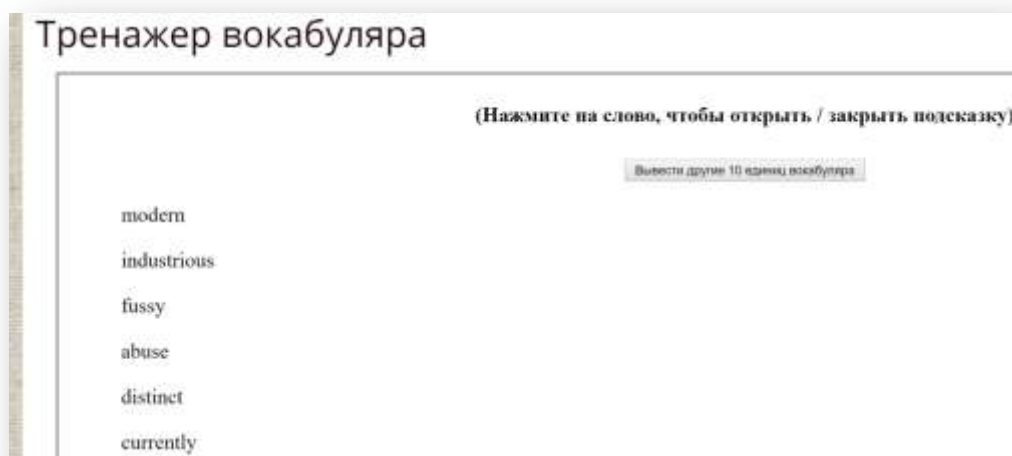 Тренажер вокабуляра
(Нажмите на слово, чтобы открыть / закрыть подсказку)
Вывести другие 10 единиц вокабуляра
modern
industrious
fussy
abuse
distinct
currently